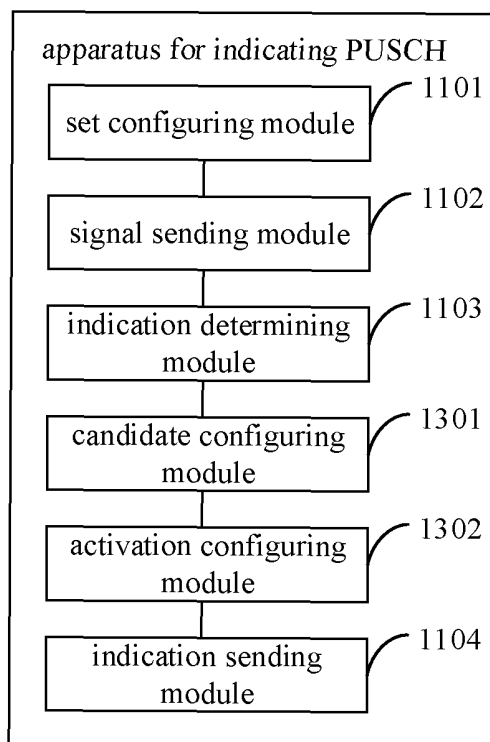 apparatus for indicating PUSCH
1101
set configuring module
1102
signal sending module
1103
indication determining
module
1301
candidate configuring
module
1302
activation configuring
module
1104
indication sending
module